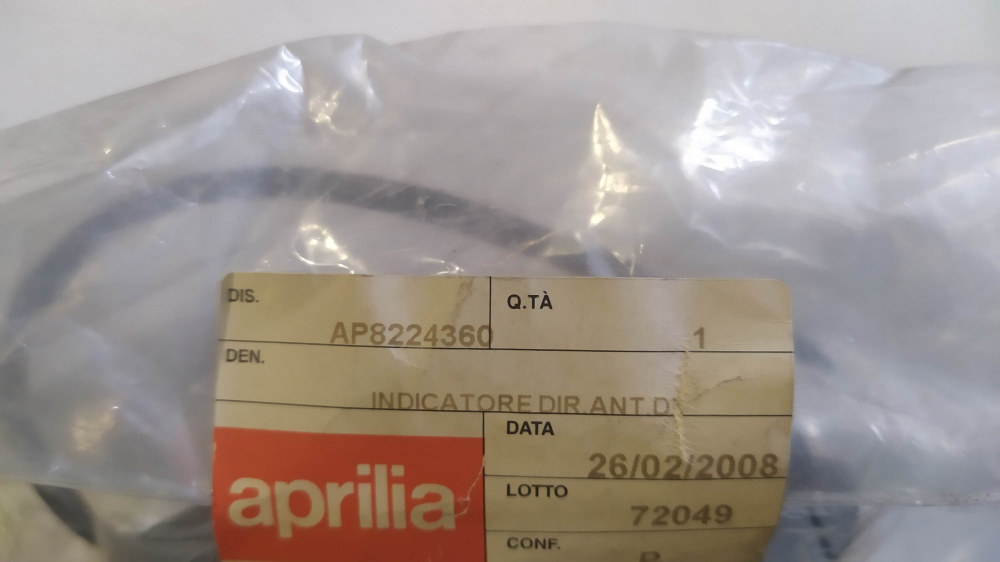 DIS.
Q.TÀ
AP8224360
1
DEN.
INDICATORE DIR.ANT.
DATA
26/02/2008
aprilia
LOTTO
72049
CONF.